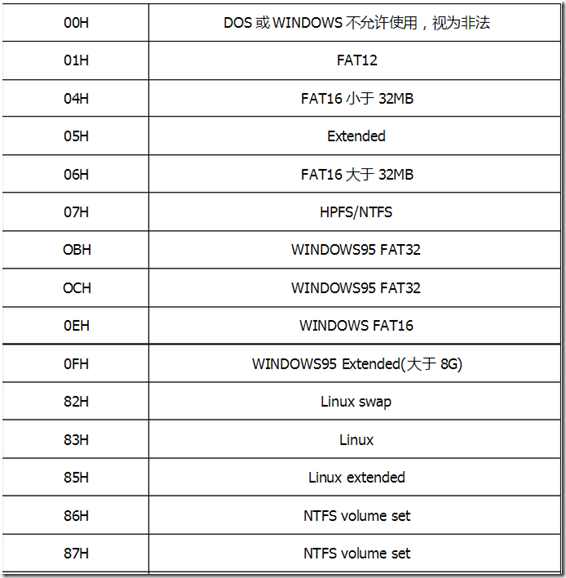 00H DOS 或 WINDOWS 不允许使用，视为非法
01H FAT12
04H FAT16 小于 32MB
05H Extended
06H FAT16 大于 32MB
07H HPFS/NTFS
OBH WINDOWS95 FAT32
OCH WINDOWS95 FAT32
0EH WINDOWS FAT16
0FH WINDOWS95 Extended(大于 8G)
82H Linux swap
83H Linux
85H Linux extended
86H NTFS volume set
87H NTFS volume set